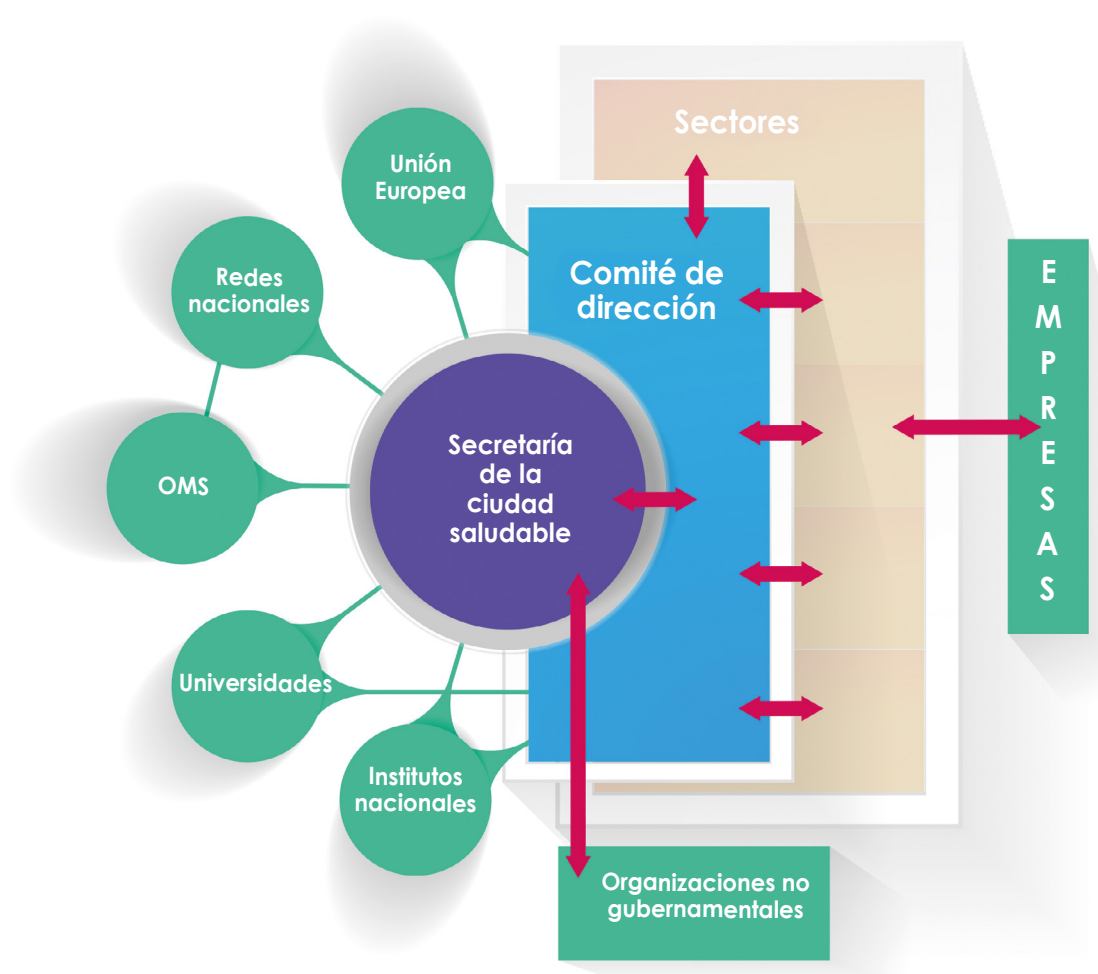 Sectores
Unión
Europea
Comité de
dirección
Redes
nacionales
EMPRESAS
Secretaría
de la
ciudad
saludable
OMS
Universidades
Institutos
nacionales
Organizaciones no
gubernamentales